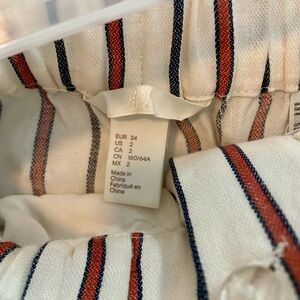 H&M
EUR 34
US 2
CA 2
CN 160/64A
MX 2
Made in
China
Fabriqué en
Chine